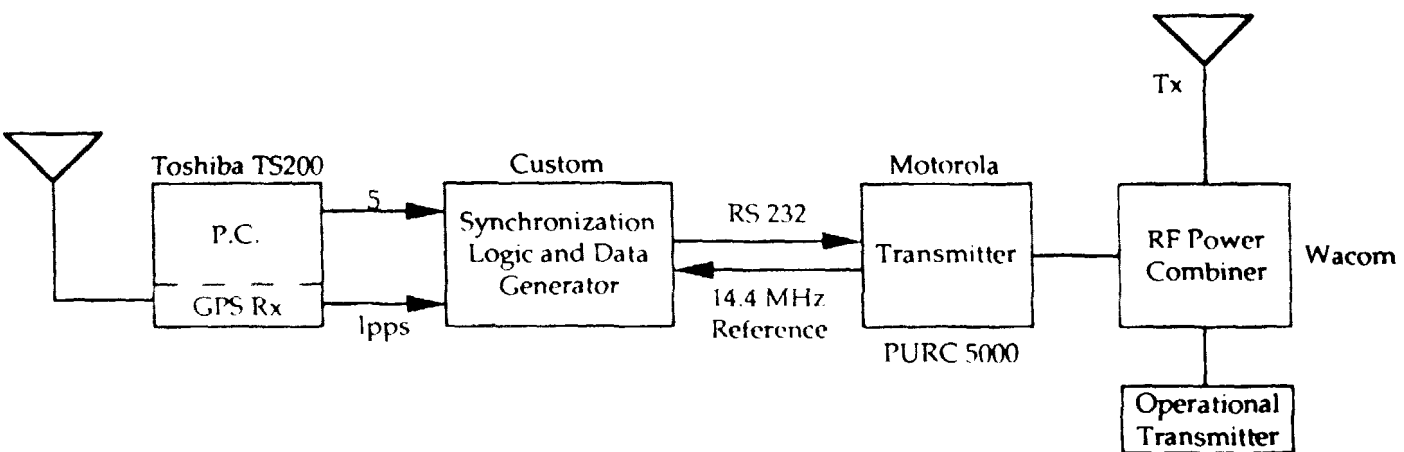 Tx
Toshiba TS200
Custom
Motorola
5
P.C.
GPS Rx
1pps
Synchronization
Logic and Data
Generator
RS 232
14.4 MHz
Reference
Transmitter
PURC 5000
RF Power
Combiner
Wacom
Operational
Transmitter